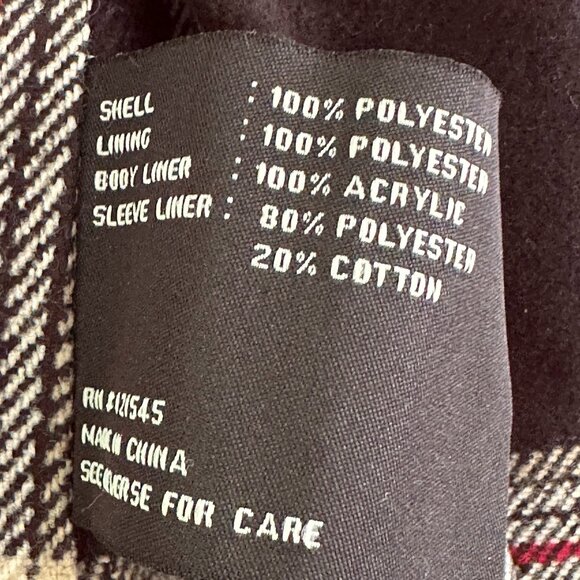 SHELL : 100% POLYESTER
LINING : 100% POLYESTER
BODY LINER : 100% ACRYLIC
SLEEVE LINER : 80% POLYESTER
20% COTTON
RN #121545
MADE IN CHINA
SEE REVERSE FOR CARE